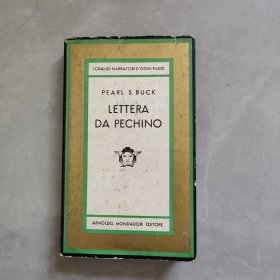 I GRANDI NARRATORI D'OGNI PAESE
PEARL S. BUCK
LETTERA
DA PECHINO
ARNOLDO MONDADORI EDITORE